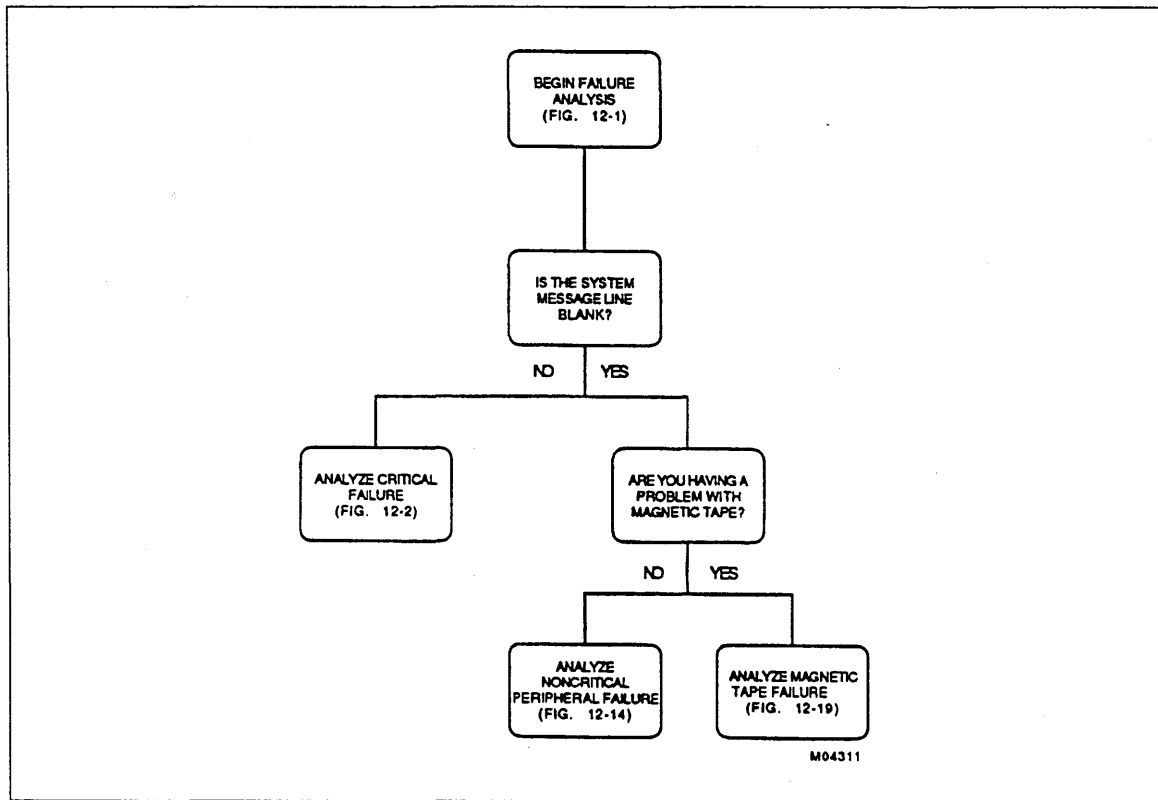 BEGIN FAILURE
ANALYSIS
(FIG. 12-1)
IS THE SYSTEM
MESSAGE LINE
BLANK?
NO YES
ANALYZE CRITICAL
FAILURE
(FIG. 12-2)
ARE YOU HAVING A
PROBLEM WITH
MAGNETIC TAPE?
NO YES
ANALYZE
NONCRITICAL
PERIPHERAL FAILURE
(FIG. 12-14)
ANALYZE MAGNETIC
TAPE FAILURE
(FIG. 12-19)
M04311